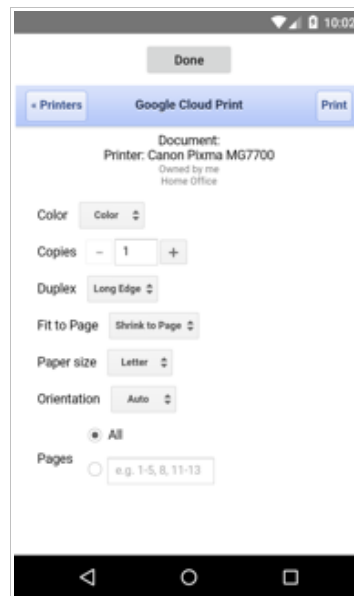 10:02
Done
« Printers Google Cloud Print Print
Document:
Printer: Canon Pixma MG7700
Owned by me
Home Office
Color Color
Copies - 1 +
Duplex Long Edge
Fit to Page Shrink to Page
Paper size Letter
Orientation Auto
All
Pages
e.g. 1-5, 8, 11-13